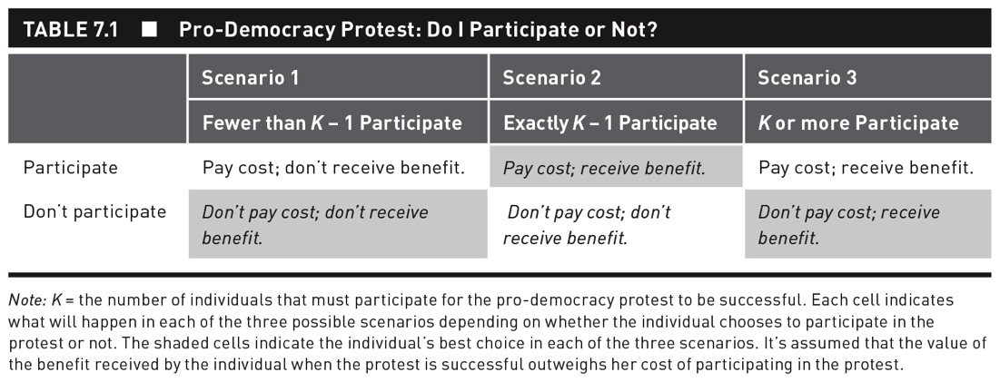 TABLE 7.1 ■ Pro-Democracy Protest: Do I Participate or Not?
Scenario 1 Scenario 2 Scenario 3
Fewer than K – 1 Participate Exactly K – 1 Participate K or more Participate
Participate Pay cost; don’t receive benefit. Pay cost; receive benefit. Pay cost; receive benefit.
Don’t participate Don’t pay cost; don’t receive Don’t pay cost; don’t Don’t pay cost; receive
benefit. receive benefit. benefit.
Note: K = the number of individuals that must participate for the pro-democracy protest to be successful. Each cell indicates
what will happen in each of the three possible scenarios depending on whether the individual chooses to participate in the
protest or not. The shaded cells indicate the individual’s best choice in each of the three scenarios. It’s assumed that the value of
the benefit received by the individual when the protest is successful outweighs her cost of participating in the protest.